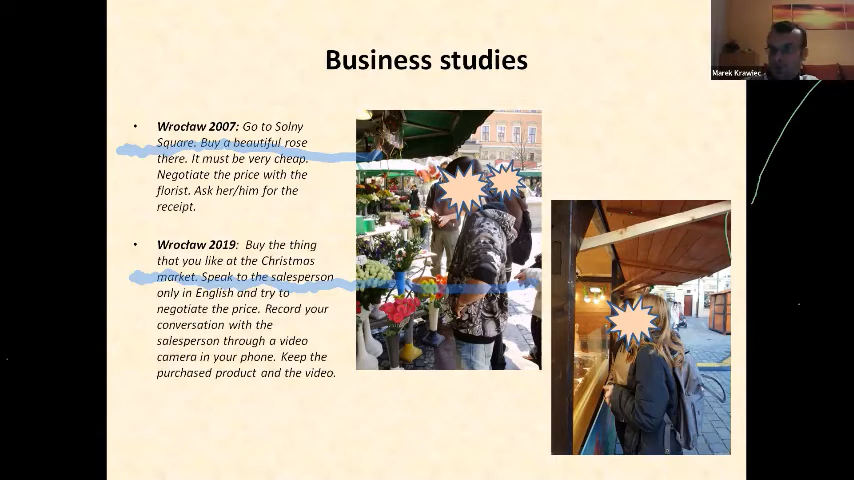 Business studies
Marek Krawiec
• Wrocław 2007: Go to Solny
Square. Buy a beautiful rose
there. It must be very cheap.
Negotiate the price with the
florist. Ask her/him for the
receipt.
• Wrocław 2019: Buy the thing
that you like at the Christmas
market. Speak to the salesperson
only in English and try to
negotiate the price. Record your
conversation with the
salesperson through a video
camera in your phone. Keep the
purchased product and the video.